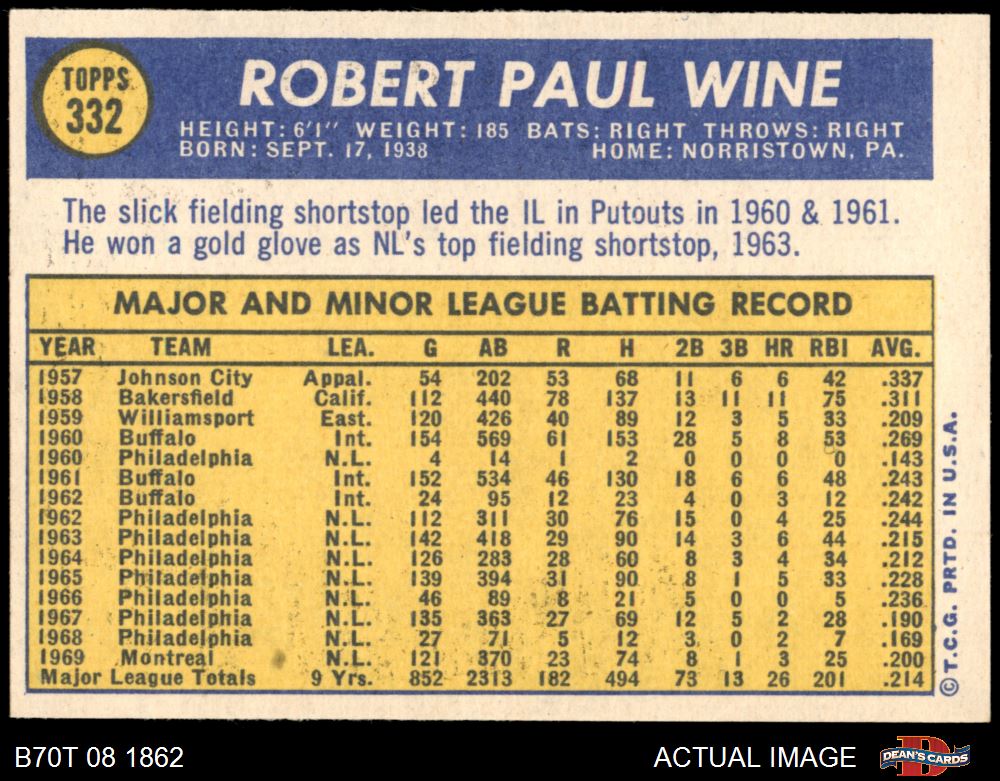 TOPPS
332
ROBERT PAUL WINE
HEIGHT: 6'1" WEIGHT: 185 BATS: RIGHT THROWS: RIGHT
BORN: SEPT. 17, 1938 HOME: NORRISTOWN, PA.
The slick fielding shortstop led the IL in Putouts in 1960 & 1961.
He won a gold glove as NL's top fielding shortstop, 1963.
MAJOR AND MINOR LEAGUE BATTING RECORD
YEAR TEAM LEA. G AB R H 2B 3B HR RBI AVG.
1957 Johnson City Appal. 54 202 53 68 11 6 6 42 .337
1958 Bakersfield Calif. 112 440 78 137 13 11 11 75 .311
1959 Williamsport East. 120 426 40 89 12 3 5 33 .209
1960 Buffalo Int. 154 569 61 153 28 5 8 53 .269
1960 Philadelphia N.L. 4 14 1 2 0 0 0 0 .143
1961 Buffalo Int. 152 534 46 130 18 6 6 48 .243
1962 Buffalo Int. 24 95 12 23 4 0 3 12 .242
1962 Philadelphia N.L. 112 311 30 76 15 0 4 25 .244
1963 Philadelphia N.L. 142 418 29 90 14 3 6 44 .215
1964 Philadelphia N.L. 126 283 28 60 8 3 4 34 .212
1965 Philadelphia N.L. 139 394 31 90 8 1 5 33 .228
1966 Philadelphia N.L. 46 89 8 21 5 0 0 5 .236
1967 Philadelphia N.L. 135 363 27 69 12 5 2 28 .190
1968 Philadelphia N.L. 27 71 5 12 3 0 2 7 .169
1969 Montreal N.L. 121 370 23 74 8 1 3 25 .200
Major League Totals 9 Yrs. 852 2313 182 494 73 13 26 201 .214
© T.C.G. PRTD. IN U.S.A.
B70T 08 1862 ACTUAL IMAGE
D
DEAN'S CARDS